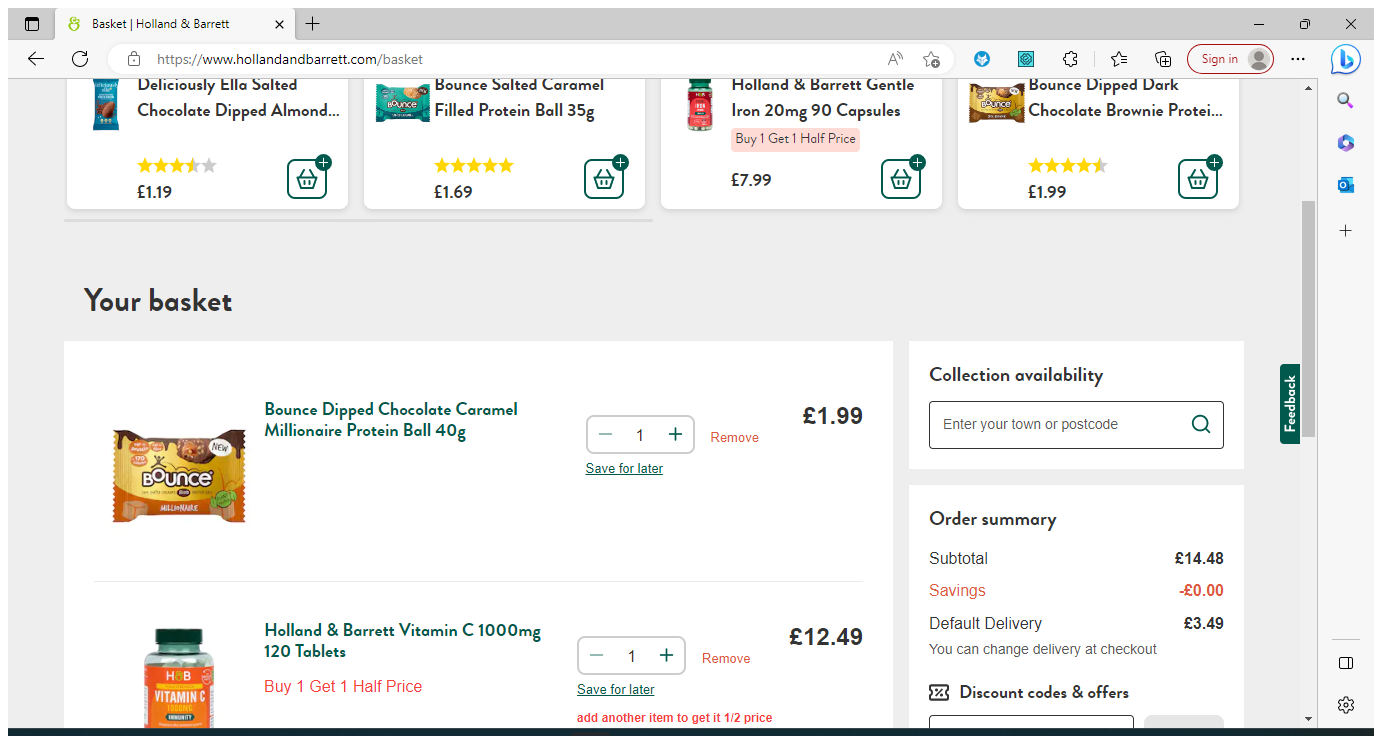 Basket | Holland & Barrett
https://www.hollandandbarrett.com/basket
Sign in
Deliciously Ella Salted
Chocolate Dipped Almond...
£1.19
Bounce Salted Caramel
Filled Protein Ball 35g
£1.69
Holland & Barrett Gentle
Iron 20mg 90 Capsules
Buy 1 Get 1 Half Price
£7.99
Bounce Dipped Dark
Chocolate Brownie Protei...
£1.99
Your basket
Bounce Dipped Chocolate Caramel
Millionaire Protein Ball 40g
1
Remove
£1.99
Save for later
NEW
BOUNCE
MILLIONAIRE
Holland & Barrett Vitamin C 1000mg
120 Tablets
Buy 1 Get 1 Half Price
1
Remove
£12.49
Save for later
add another item to get it 1/2 price
H&B
VITAMIN C
1000mg
IMMUNITY
Collection availability
Enter your town or postcode
Order summary
Subtotal £14.48
Savings -£0.00
Default Delivery £3.49
You can change delivery at checkout
Discount codes & offers
Feedback